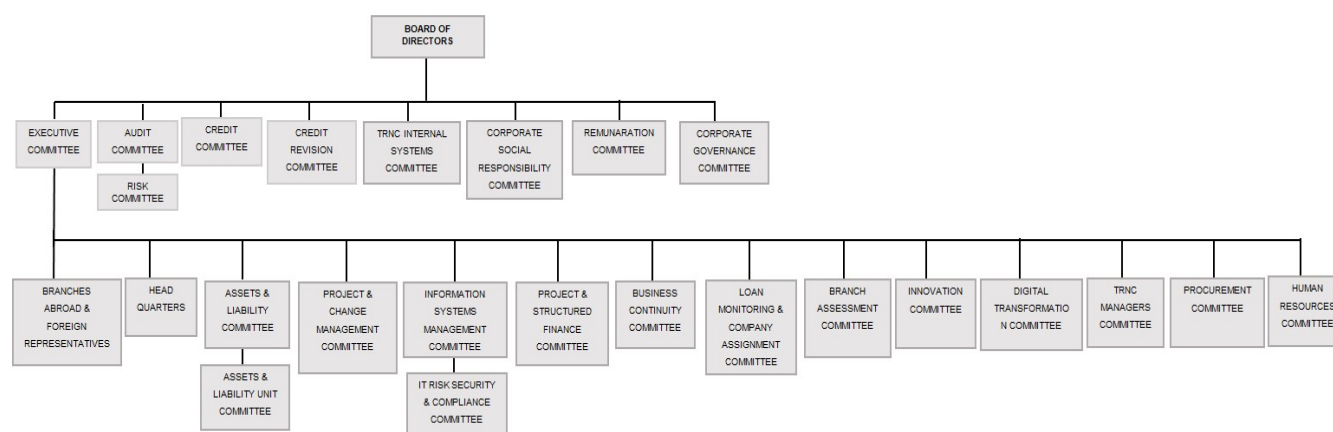 BOARD OF
DIRECTORS
EXECUTIVE
COMMITTEE
AUDIT
COMMITTEE
RISK
COMMITTEE
CREDIT
COMMITTEE
CREDIT
REVISION
COMMITTEE
TRNC INTERNAL
SYSTEMS
COMMITTEE
CORPORATE
SOCIAL
RESPONSIBILITY
COMMITTEE
REMUNARATION
COMMITTEE
CORPORATE
GOVERNANCE
COMMITTEE
BRANCHES
ABROAD &
FOREIGN
REPRESENTATIVES
HEAD
QUARTERS
ASSETS &
LIABILITY
COMMITTEE
ASSETS &
LIABILITY UNIT
COMMITTEE
PROJECT &
CHANGE
MANAGEMENT
COMMITTEE
INFORMATION
SYSTEMS
MANAGEMENT
COMMITTEE
IT RISK SECURITY
& COMPLIANCE
COMMITTEE
PROJECT &
STRUCTURED
FINANCE
COMMITTEE
BUSINESS
CONTINUITY
COMMITTEE
LOAN
MONITORING &
COMPANY
ASSIGNMENT
COMMITTEE
BRANCH
ASSESSMENT
COMMITTEE
INNOVATION
COMMITTEE
DIGITAL
TRANSFORMATIO
N COMMITTEE
TRNC
MANAGERS
COMMITTEE
PROCUREMENT
COMMITTEE
HUMAN
RESOURCES
COMMITTEE